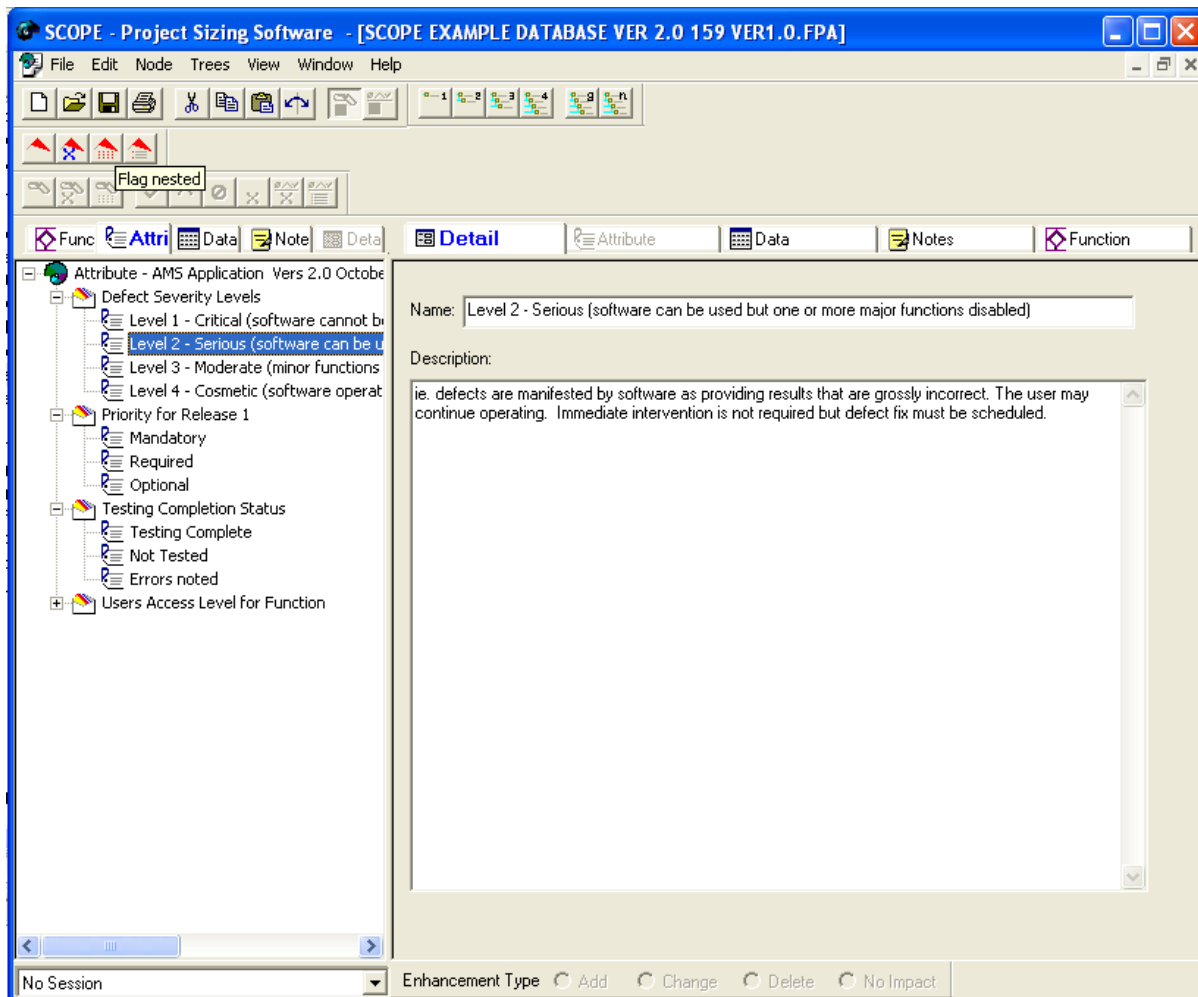 SCOPE - Project Sizing Software - [SCOPE EXAMPLE DATABASE VER 2.0 159 VER1.0.FPA]
File Edit Node Trees View Window Help
1 2 3 4 g n
Flag nested
Func Attri Data Note Deta
Detail Attribute Data Notes Function
Attribute - AMS Application Vers 2.0 Octobe
Defect Severity Levels
Level 1 - Critical (software cannot b
Level 2 - Serious (software can be u
Level 3 - Moderate (minor functions
Level 4 - Cosmetic (software operat
Priority for Release 1
Mandatory
Required
Optional
Testing Completion Status
Testing Complete
Not Tested
Errors noted
Users Access Level for Function
Name: Level 2 - Serious (software can be used but one or more major functions disabled)
Description:
ie. defects are manifested by software as providing results that are grossly incorrect. The user may
continue operating. Immediate intervention is not required but defect fix must be scheduled.
No Session
Enhancement Type Add Change Delete No Impact